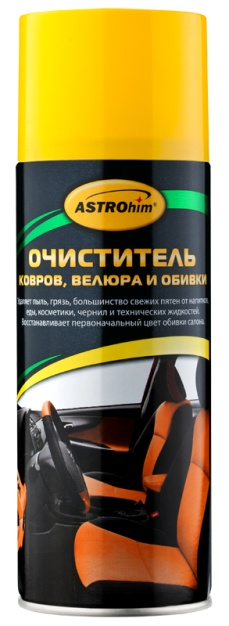 ASTROhim®
ОЧИСТИТЕЛЬ
КОВРОВ, ВЕЛЮРА И ОБИВКИ
Удаляет пыль, грязь, большинство свежих пятен от напитков,
еды, косметики, чернил и технических жидкостей.
Восстанавливает первоначальный цвет обивки салона.